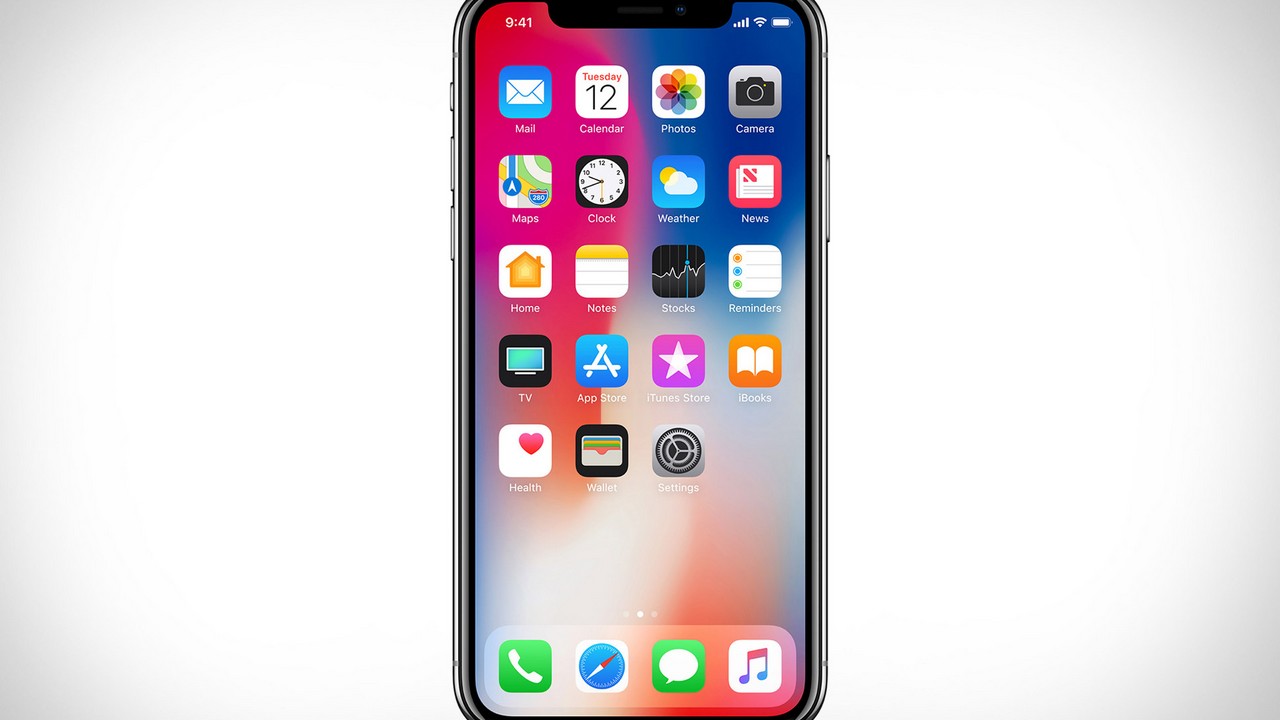 9:41
Tuesday
12
Mail
Calendar
Photos
Camera
280
Maps
Clock
Weather
News
Home
Notes
Stocks
Reminders
TV
App Store
iTunes Store
iBooks
Health
Wallet
Settings